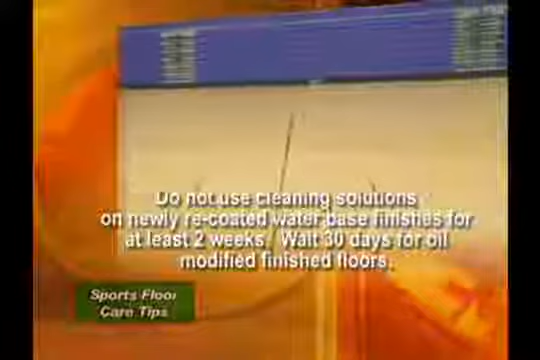 Do not use cleaning solutions
on newly re-coated water base finishes for
at least 2 weeks. Wait 30 days for oil
modified finished floors.
Sports Floor
Care Tips